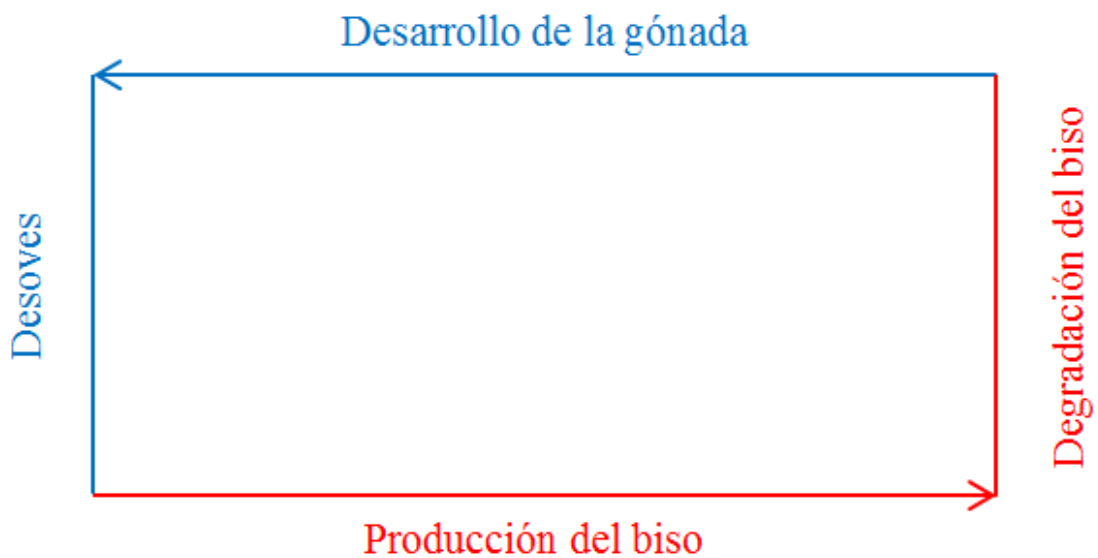 Desarrollo de la gónada
Desoves
Degradación del biso
Producción del biso